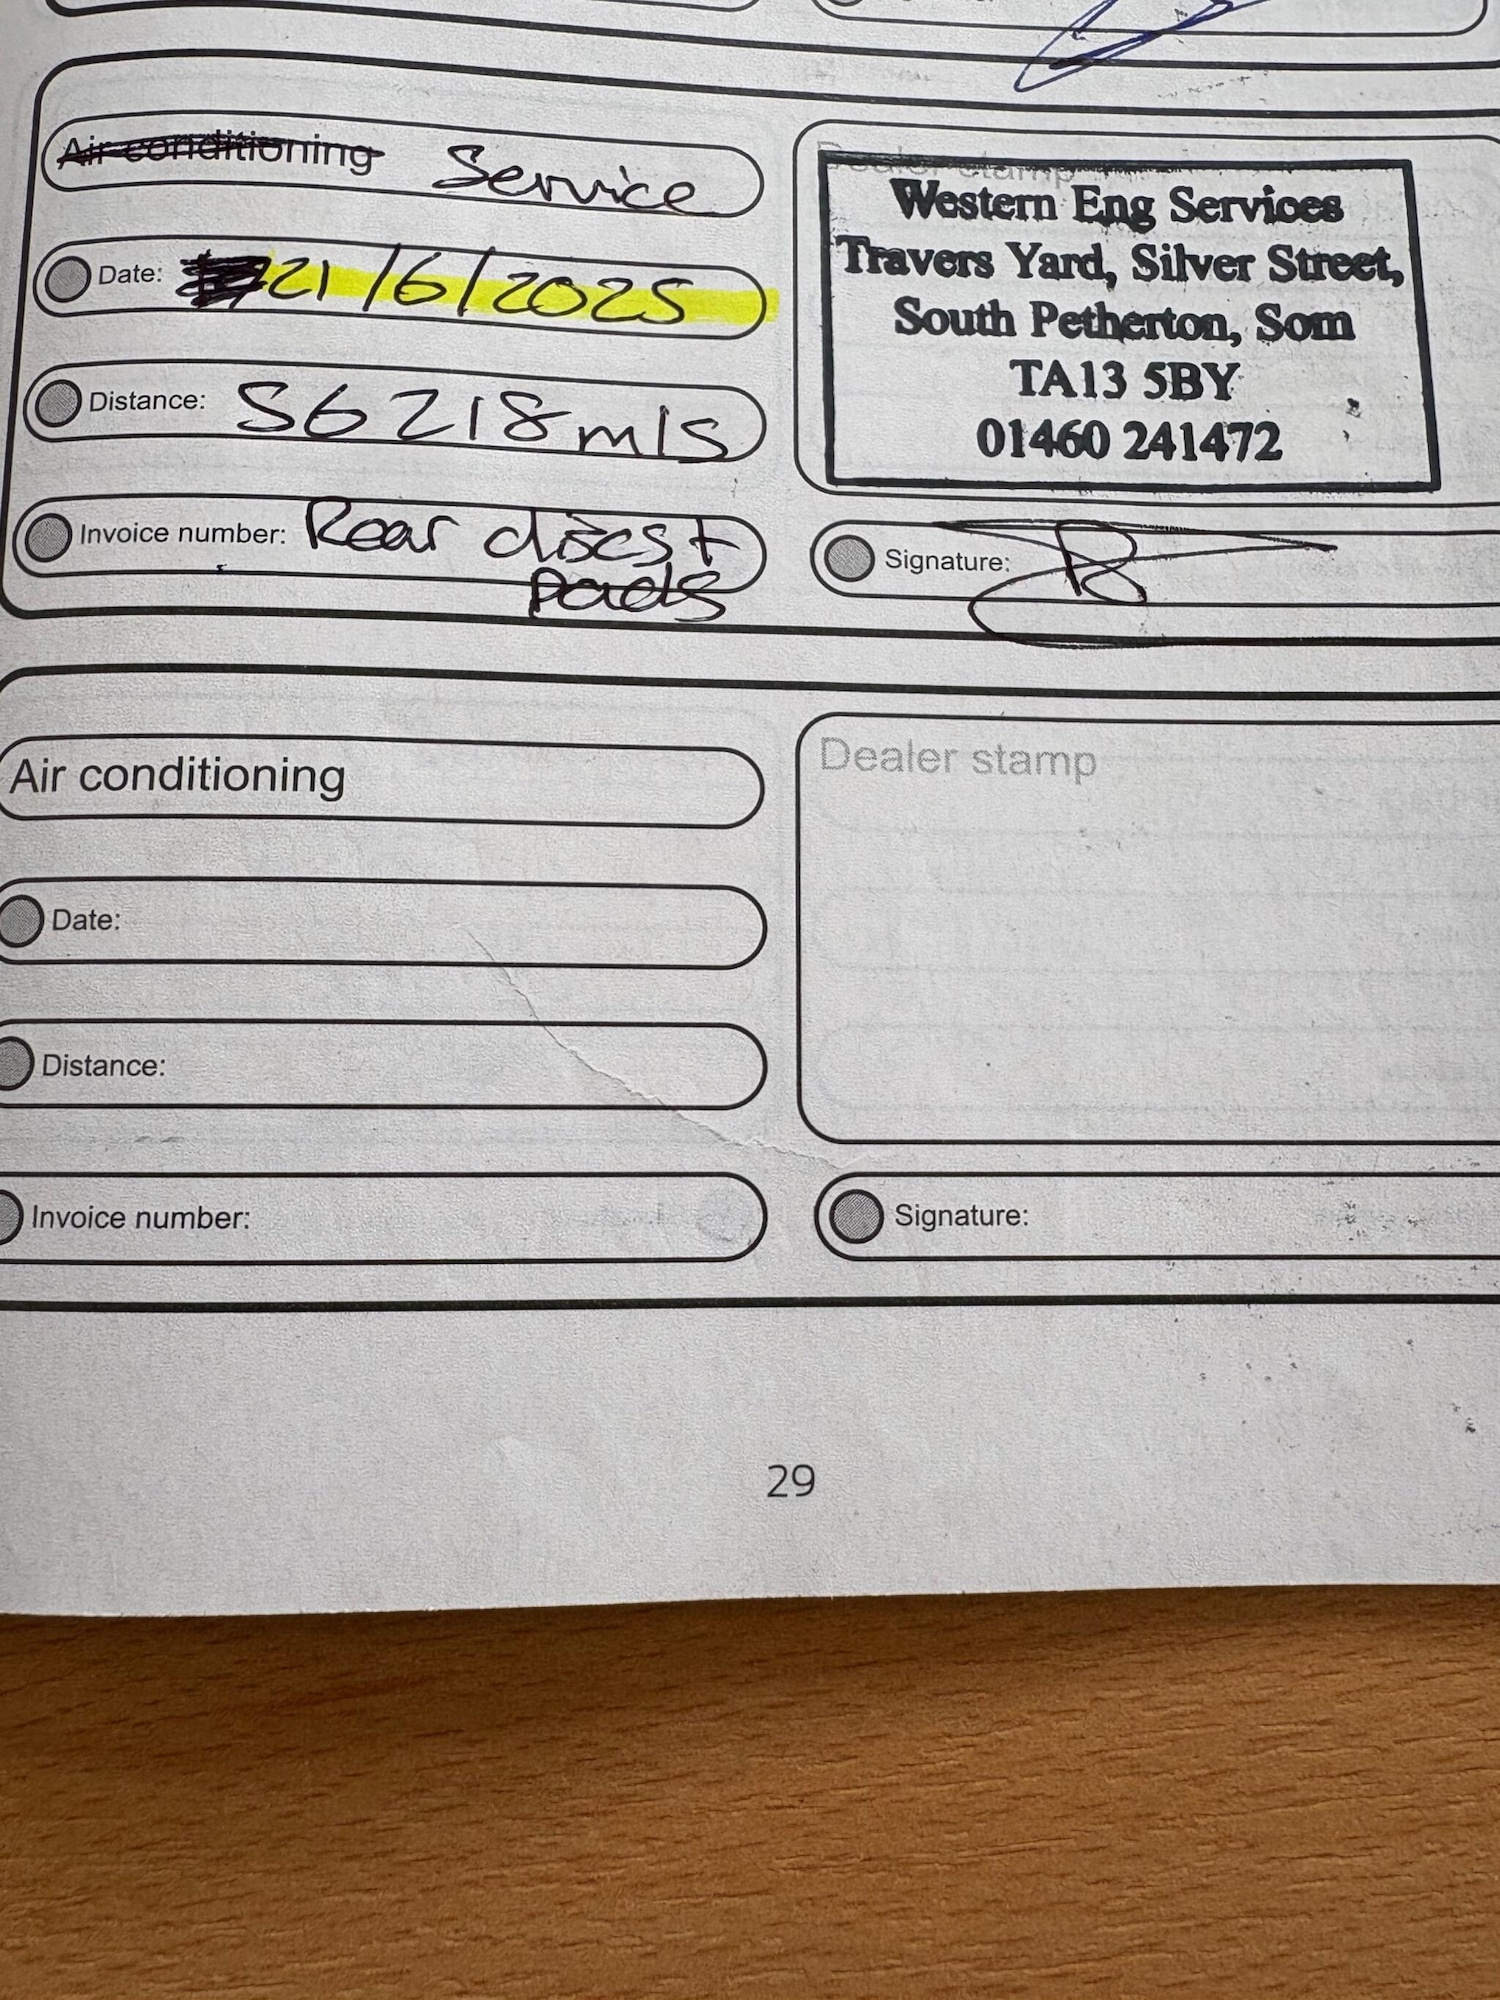 Air conditioning Service
Date: 21/6/2025
Distance: 56218 mls
Invoice number: Rear discs +
pads
Dealer stamp
Western Eng Services
Travers Yard, Silver Street,
South Petherton, Som
TA13 5BY
01460 241472
Signature:
Air conditioning
Date:
Distance:
Invoice number:
Dealer stamp
Signature:
29